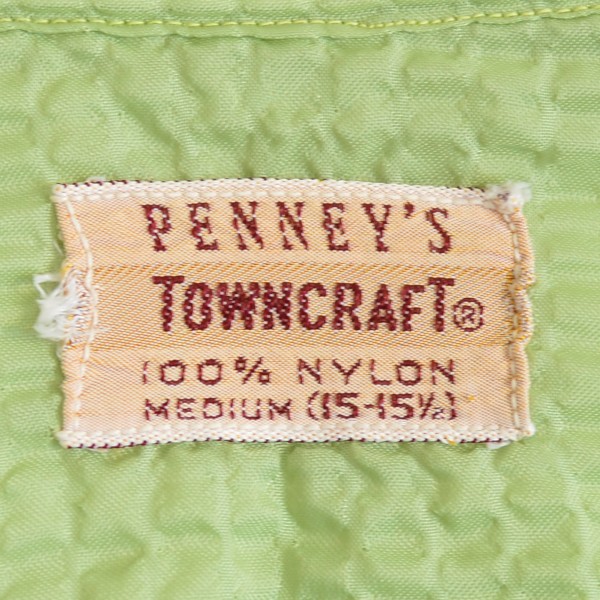 PENNEY'S
TOWNCRAFT®
100% NYLON
MEDIUM (15-15½)